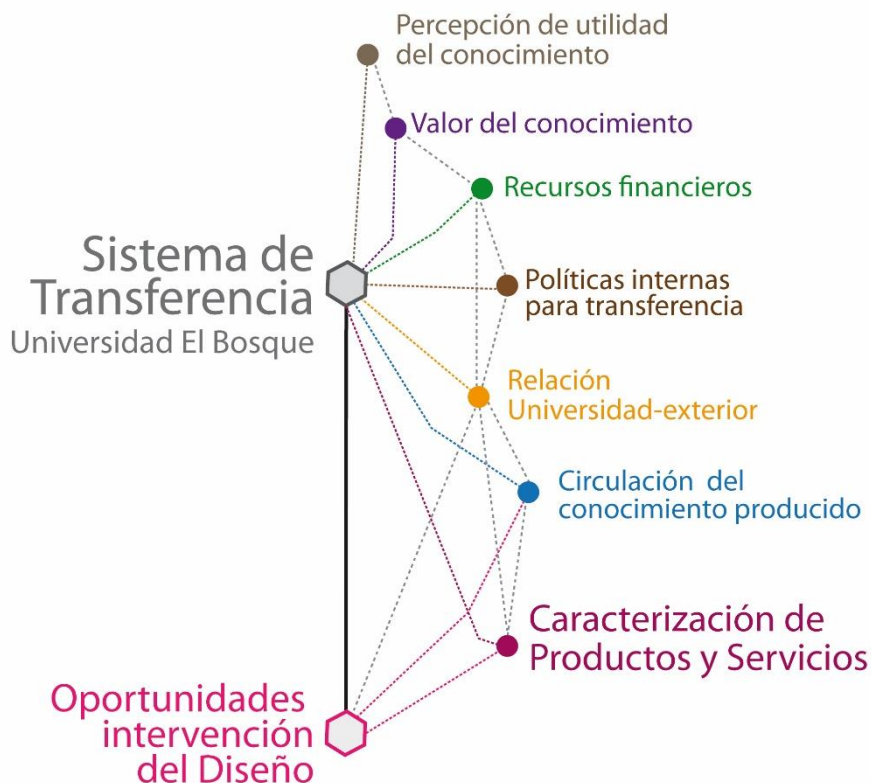 Percepción de utilidad
del conocimiento
Valor del conocimiento
Recursos financieros
Sistema de
Transferencia
Universidad El Bosque
Políticas internas
para transferencia
Relación
Universidad-exterior
Circulación del
conocimiento producido
Caracterización de
Productos y Servicios
Oportunidades
intervención
del Diseño